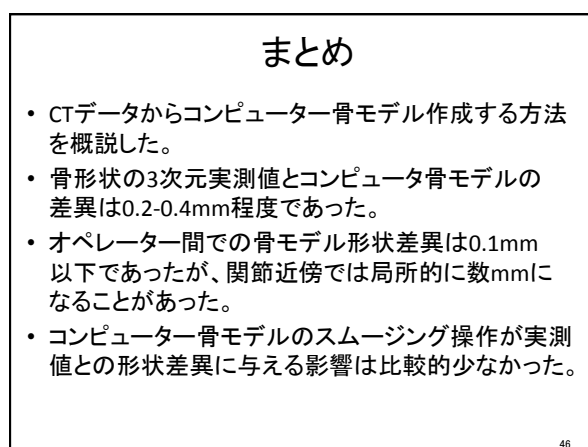 まとめ
• CTデータからコンピューター骨モデル作成する方法
を概説した。
• 骨形状の3次元実測値とコンピュータ骨モデルの
差異は0.2-0.4mm程度であった。
• オペレーター間での骨モデル形状差異は0.1mm
以下であったが、関節近傍では局所的に数mmに
なることがあった。
• コンピューター骨モデルのスムージング操作が実測
値との形状差異に与える影響は比較的少なかった。
46